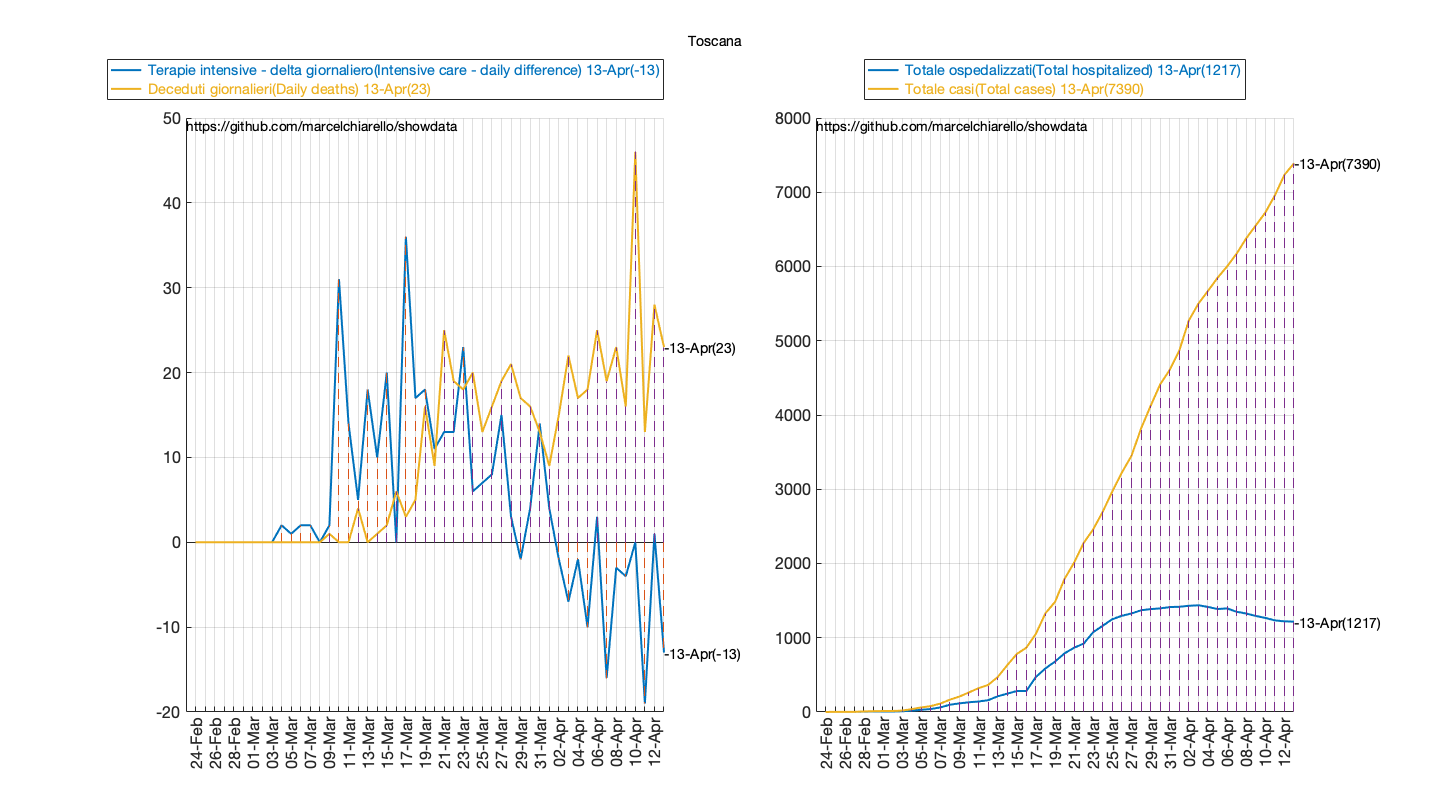 Toscana
Terapie intensive - delta giornaliero(Intensive care - daily difference) 13-Apr(-13)
Deceduti giornalieri(Daily deaths) 13-Apr(23)
https://github.com/marcelchiarello/showdata
50
40
30
20
10
0
-10
-20
-13-Apr(23)
-13-Apr(-13)
24-Feb
26-Feb
28-Feb
01-Mar
03-Mar
05-Mar
07-Mar
09-Mar
11-Mar
13-Mar
15-Mar
17-Mar
19-Mar
21-Mar
23-Mar
25-Mar
27-Mar
29-Mar
31-Mar
02-Apr
04-Apr
06-Apr
08-Apr
10-Apr
12-Apr
Totale ospedalizzati(Total hospitalized) 13-Apr(1217)
Totale casi(Total cases) 13-Apr(7390)
https://github.com/marcelchiarello/showdata
8000
7000
6000
5000
4000
3000
2000
1000
0
-13-Apr(7390)
-13-Apr(1217)
24-Feb
26-Feb
28-Feb
01-Mar
03-Mar
05-Mar
07-Mar
09-Mar
11-Mar
13-Mar
15-Mar
17-Mar
19-Mar
21-Mar
23-Mar
25-Mar
27-Mar
29-Mar
31-Mar
02-Apr
04-Apr
06-Apr
08-Apr
10-Apr
12-Apr